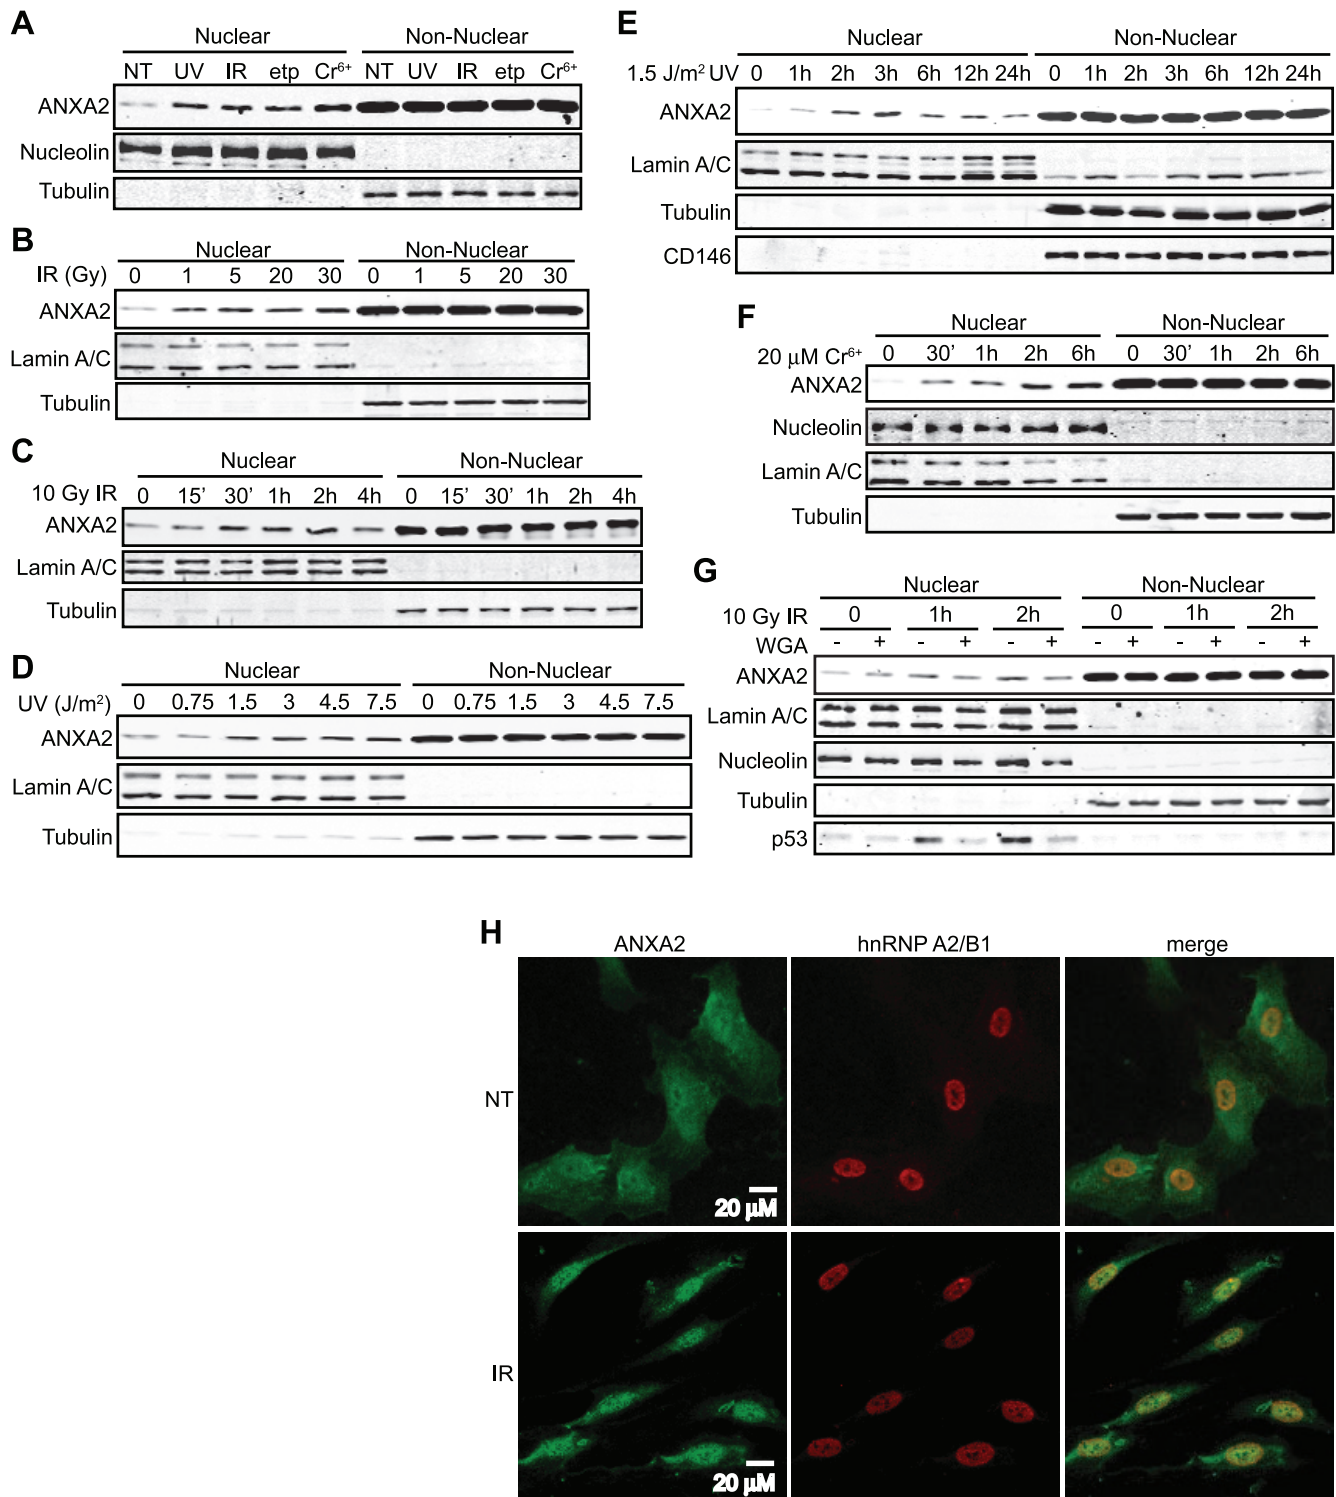 A
Nuclear Non-Nuclear
NT UV IR etp Cr⁶⁺ NT UV IR etp Cr⁶⁺
ANXA2
Nucleolin
Tubulin
B
Nuclear Non-Nuclear
IR (Gy) 0 1 5 20 30 0 1 5 20 30
ANXA2
Lamin A/C
Tubulin
C
Nuclear Non-Nuclear
10 Gy IR 0 15’ 30’ 1h 2h 4h 0 15’ 30’ 1h 2h 4h
ANXA2
Lamin A/C
Tubulin
D
Nuclear Non-Nuclear
UV (J/m²) 0 0.75 1.5 3 4.5 7.5 0 0.75 1.5 3 4.5 7.5
ANXA2
Lamin A/C
Tubulin
E
Nuclear Non-Nuclear
1.5 J/m² UV 0 1h 2h 3h 6h 12h 24h 0 1h 2h 3h 6h 12h 24h
ANXA2
Lamin A/C
Tubulin
CD146
F
Nuclear Non-Nuclear
20 µM Cr⁶⁺ 0 30’ 1h 2h 6h 0 30’ 1h 2h 6h
ANXA2
Nucleolin
Lamin A/C
Tubulin
G
Nuclear Non-Nuclear
10 Gy IR 0 1h 2h 0 1h 2h
WGA - + - + - + - + - + - +
ANXA2
Lamin A/C
Nucleolin
Tubulin
p53
H
ANXA2 hnRNP A2/B1 merge
NT
20 µM
IR
20 µM